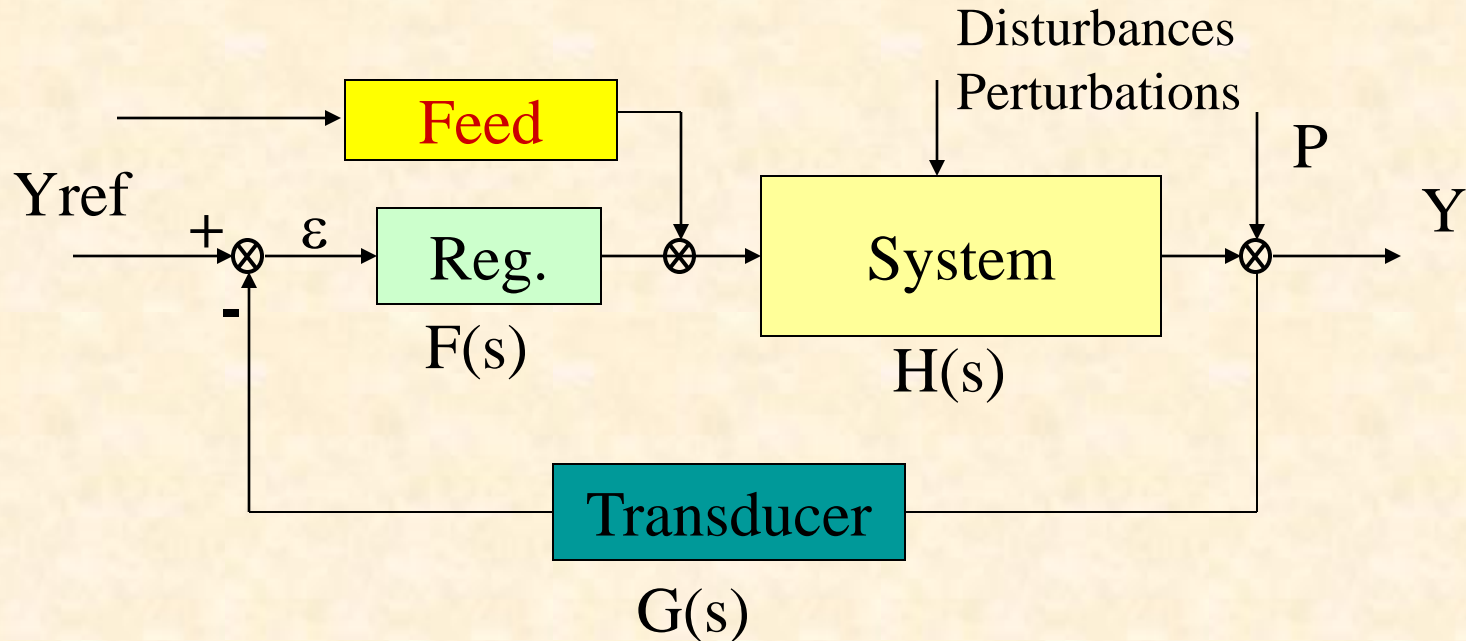 Disturbances
Perturbations
Feed
P
Yref
Y
+
ε
Reg.
System
-
F(s)
H(s)
Transducer
G(s)